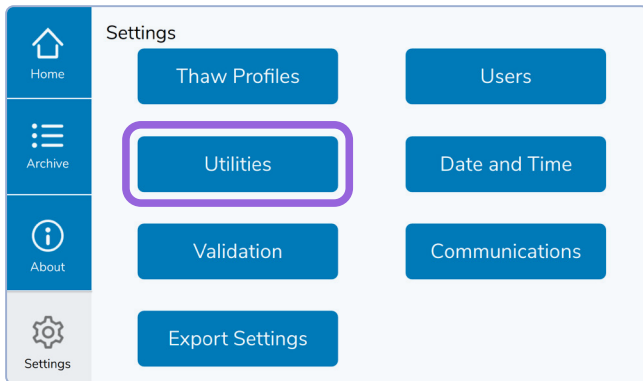 Settings
Home
Thaw Profiles
Users
Archive
Utilities
Date and Time
About
Validation
Communications
Settings
Export Settings